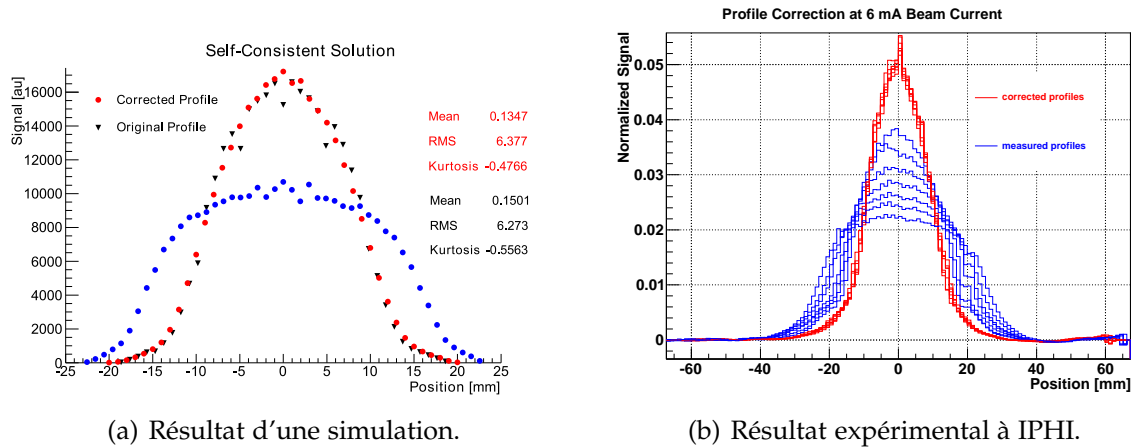 Self-Consistent Solution
Signal [au]
16000
14000
12000
10000
8000
6000
4000
2000
0
Corrected Profile
Original Profile
Mean 0.1347
RMS 6.377
Kurtosis -0.4766
Mean 0.1501
RMS 6.273
Kurtosis -0.5563
-25 -20 -15 -10 -5 0 5 10 15 20 25
Position [mm]
(a) Résultat d'une simulation.
b)
Profile Correction at 6 mA Beam Current
Normalized Signal
0.05
0.04
0.03
0.02
0.01
0
corrected profiles
measured profiles
-60 -40 -20 0 20 40 60
Position [mm]
(b) Résultat expérimental à IPHI.